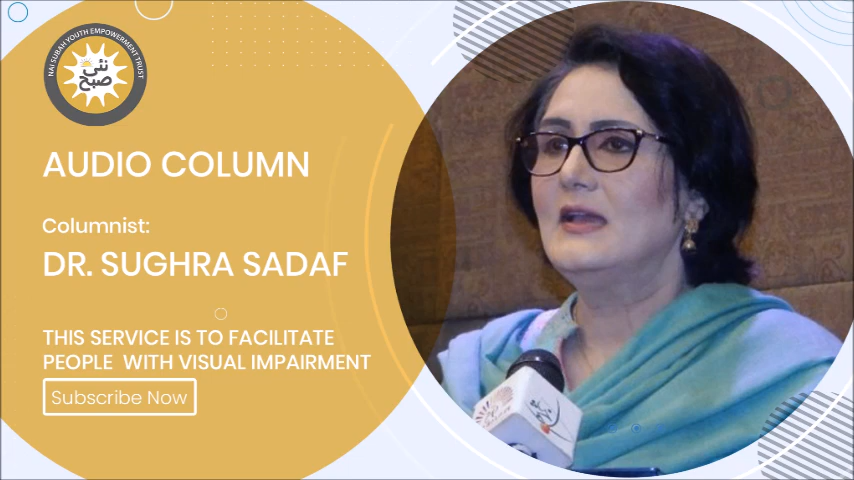 NAI SUBAH YOUTH EMPOWERMENT TRUST
نئی
صبح
AUDIO COLUMN
Columnist:
DR. SUGHRA SADAF
THIS SERVICE IS TO FACILITATE
PEOPLE WITH VISUAL IMPAIRMENT
Subscribe Now